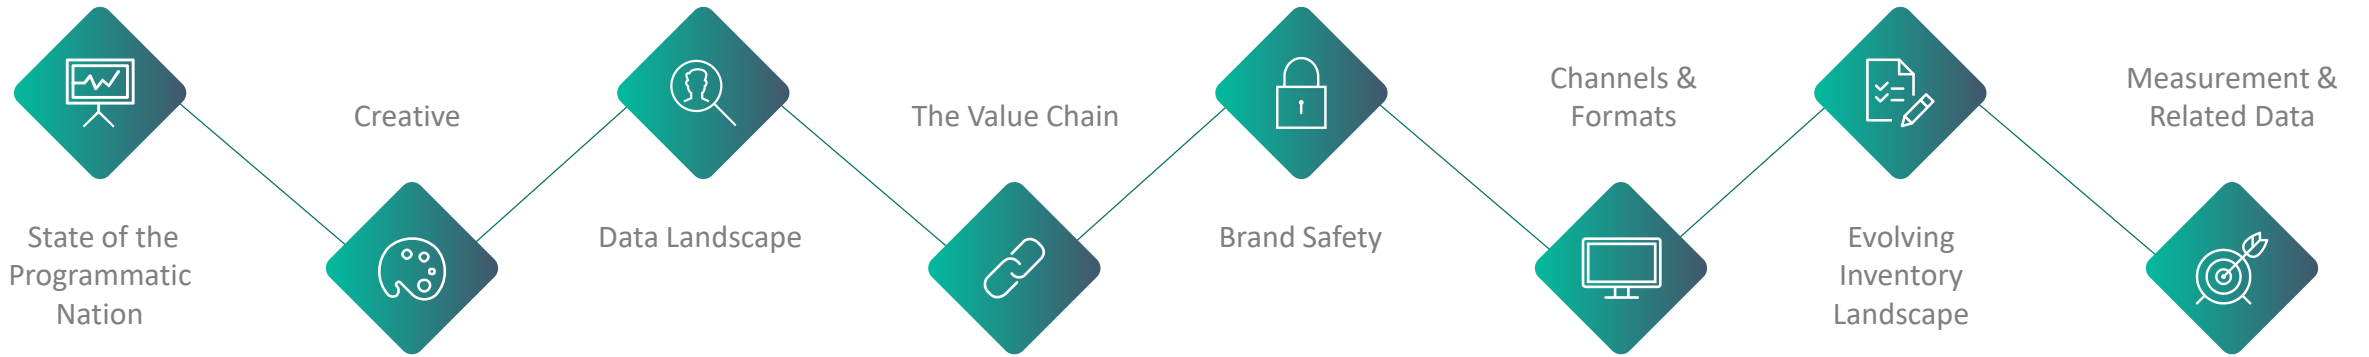 State of the
Programmatic
Nation
Creative
Data Landscape
The Value Chain
Brand Safety
Channels &
Formats
Evolving
Inventory
Landscape
Measurement &
Related Data